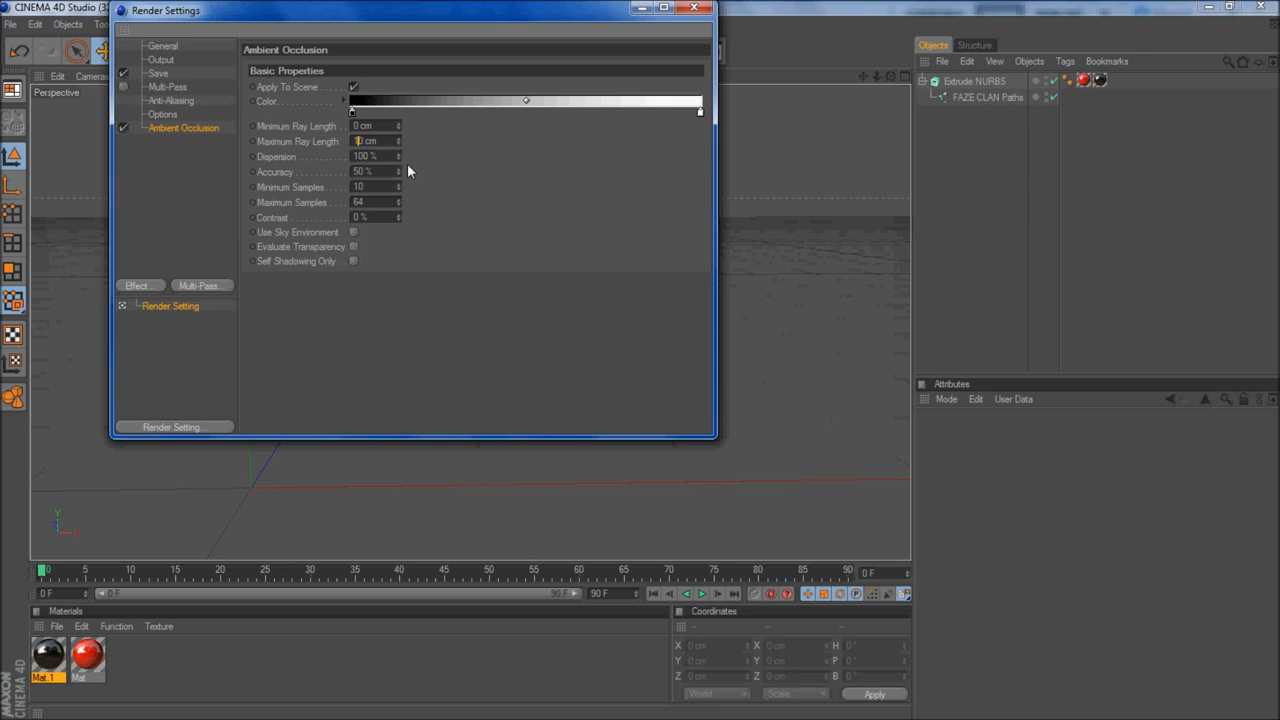 CINEMA 4D Studio (32
Render Settings
File Edit Objects
General
Output
Save
Multi-Pass
Anti-Aliasing
Options
Ambient Occlusion
Effect... Multi-Pass...
Render Setting
Render Setting...
Ambient Occlusion
Basic Properties
Apply To Scene
Color
Minimum Ray Length 0 cm
Maximum Ray Length 10 cm
Dispersion 100 %
Accuracy 50 %
Minimum Samples 10
Maximum Samples 64
Contrast 0 %
Use Sky Environment
Evaluate Transparency
Self Shadowing Only
Edit Cameras
Perspective
Objects Structure
File Edit View Objects Tags Bookmarks
Extrude NURBS
FAZE CLAN Paths
Attributes
Mode Edit User Data
Y
X
Z
0 5 10 15 20 25 30 35 40 45 50 55 60 65 70 75 80 85 90 0 F
0 F 0 F 90 F 90 F
Materials
File Edit Function Texture
Mat.1 Mat
Coordinates
-- -- --
X 0 cm X 0 cm H 0 °
Y 0 cm Y 0 cm P 0 °
Z 0 cm Z 0 cm B 0 °
World Scale Apply
MAXON
CINEMA 4D